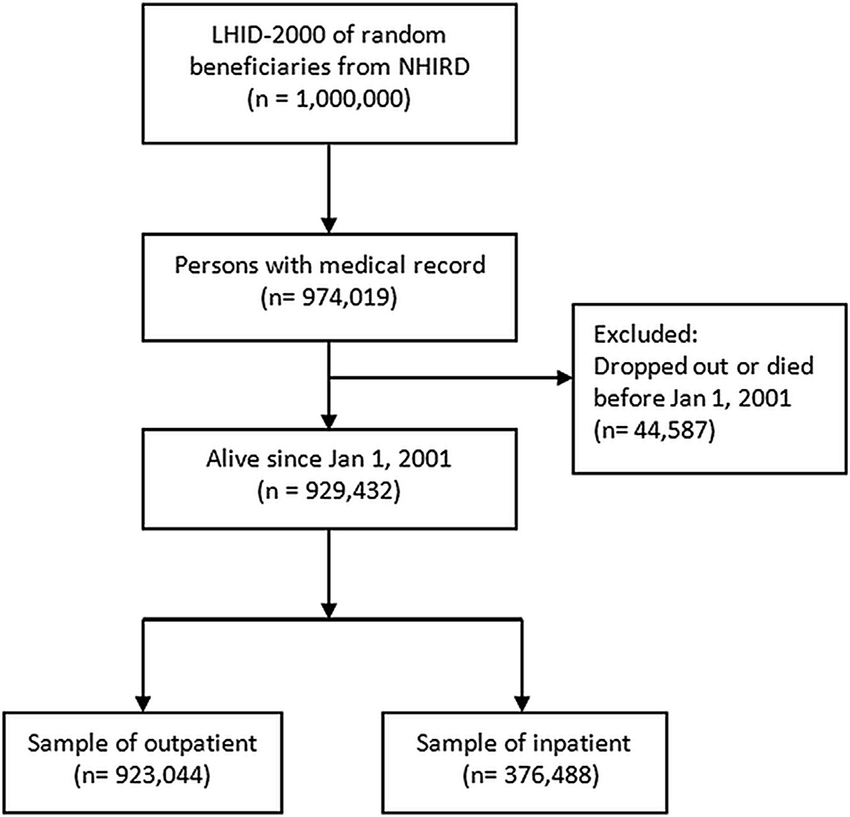 LHID-2000 of random
beneficiaries from NHIRD
(n = 1,000,000)
Persons with medical record
(n= 974,019)
Excluded:
Dropped out or died
before Jan 1, 2001
(n= 44,587)
Alive since Jan 1, 2001
(n = 929,432)
Sample of outpatient
(n= 923,044)
Sample of inpatient
(n= 376,488)